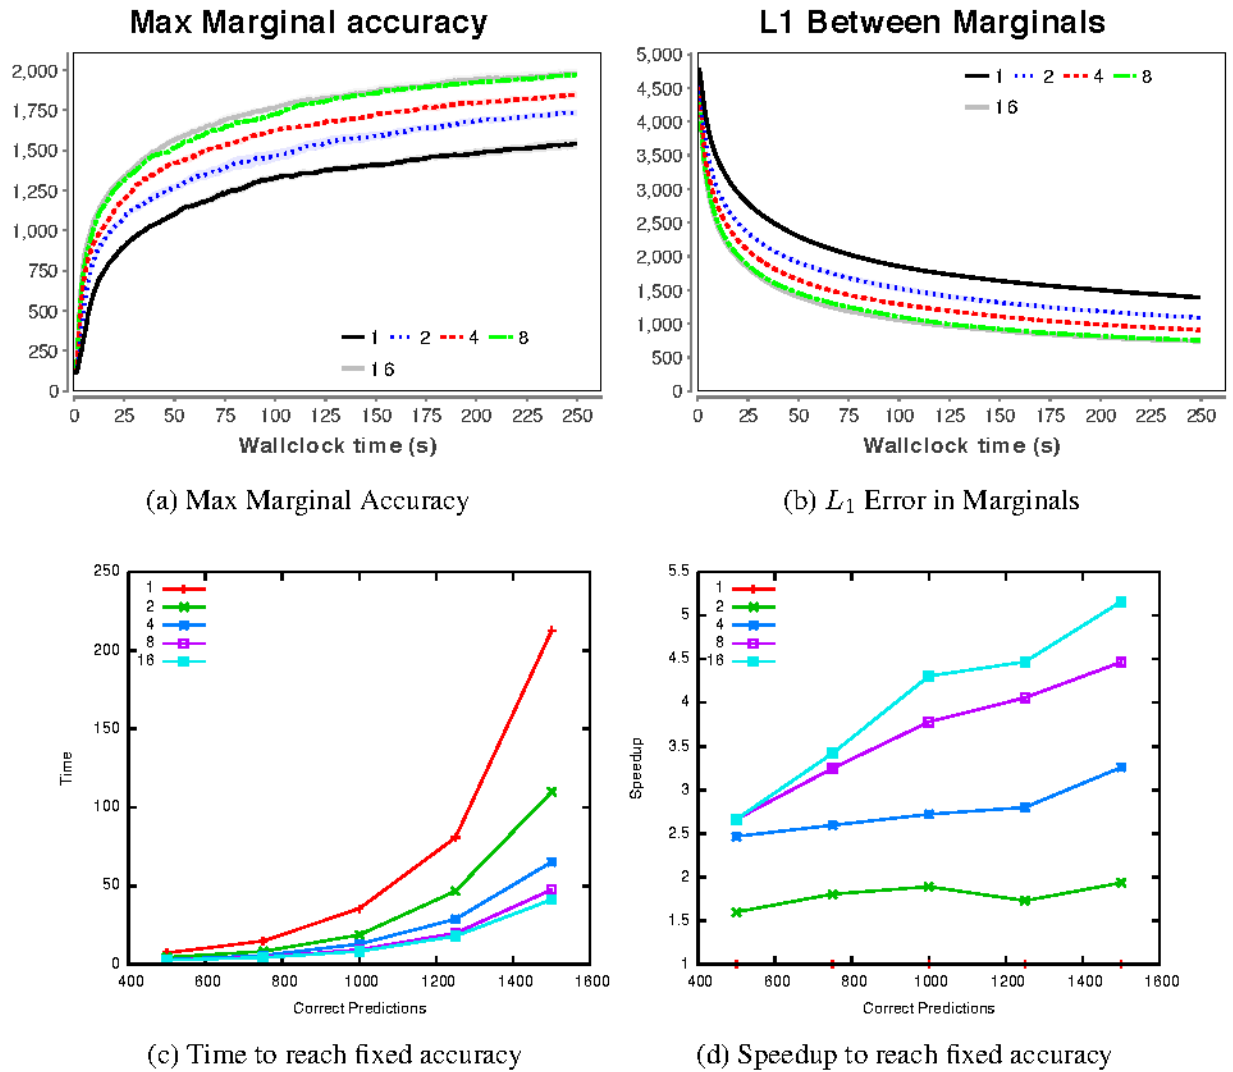 Max Marginal accuracy
2,000
1,750
1,500
1,250
1,000
750
500
250
0
1 2 4 8
16
0 25 50 75 100 125 150 175 200 225 250
Wallclock time (s)
(a) Max Marginal Accuracy
L1 Between Marginals
5,000
4,500
4,000
3,500
3,000
2,500
2,000
1,500
1,000
500
0
1 2 4 8
16
0 25 50 75 100 125 150 175 200 225 250
Wallclock time (s)
(b) L1 Error in Marginals
250
200
150
100
50
0
Time
1
2
4
8
16
400 600 800 1000 1200 1400 1600
Correct Predictions
(c) Time to reach fixed accuracy
5.5
5
4.5
4
3.5
3
2.5
2
1.5
1
Speedup
1
2
4
8
16
400 600 800 1000 1200 1400 1600
Correct Predictions
(d) Speedup to reach fixed accuracy